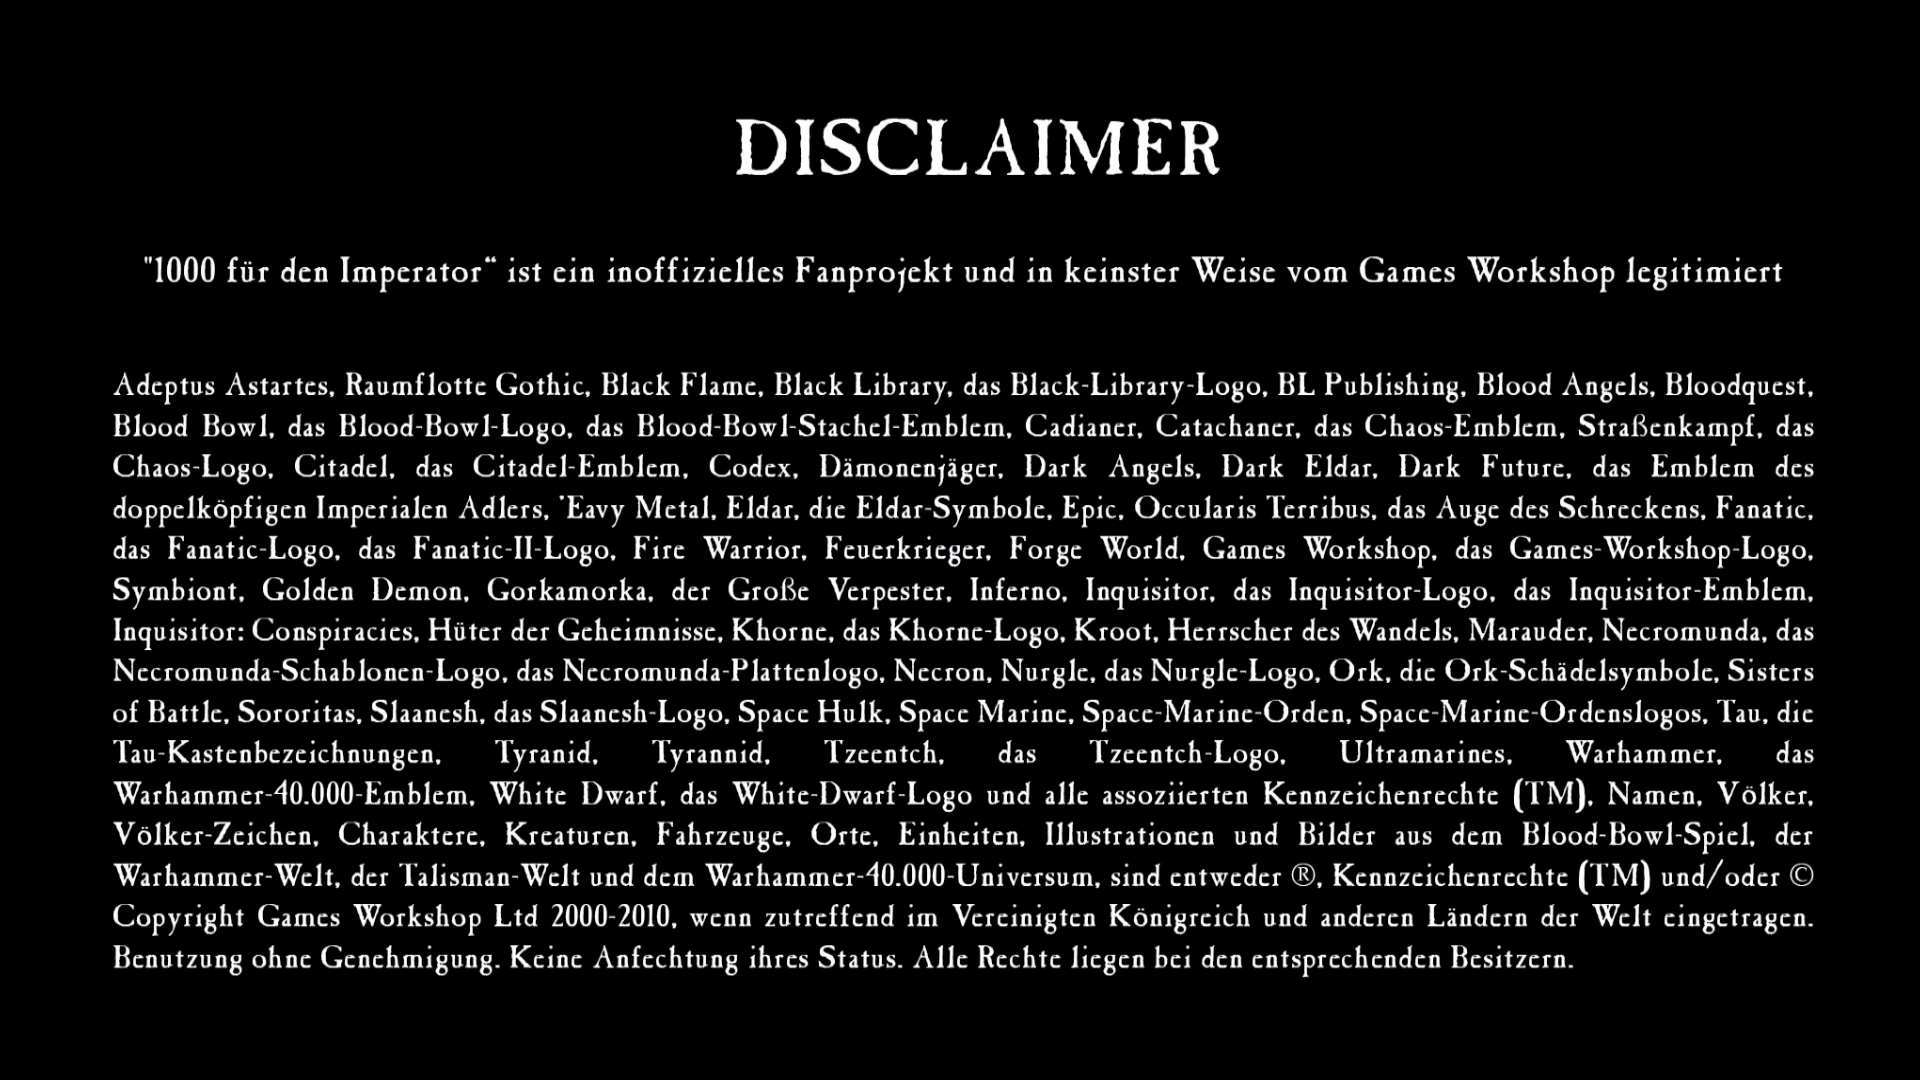 DISCLAIMER
"1000 für den Imperator“ ist ein inoffizielles Fanprojekt und in keinster Weise vom Games Workshop legitimiert
Adeptus Astartes, Raumflotte Gothic, Black Flame, Black Library, das Black-Library-Logo, BL Publishing, Blood Angels, Bloodquest,
Blood Bowl, das Blood-Bowl-Logo, das Blood-Bowl-Stachel-Emblem, Cadianer, Catachaner, das Chaos-Emblem, Straßenkampf, das
Chaos-Logo, Citadel, das Citadel-Emblem, Codex, Dämonenjäger, Dark Angels, Dark Eldar, Dark Future, das Emblem des
doppelköpfigen Imperialen Adlers, 'Eavy Metal, Eldar, die Eldar-Symbole, Epic, Occularis Terribus, das Auge des Schreckens, Fanatic,
das Fanatic-Logo, das Fanatic-II-Logo, Fire Warrior, Feuerkrieger, Forge World, Games Workshop, das Games-Workshop-Logo,
Symbiont, Golden Demon, Gorkamorka, der Große Verpester, Inferno, Inquisitor, das Inquisitor-Logo, das Inquisitor-Emblem,
Inquisitor: Conspiracies, Hüter der Geheimnisse, Khorne, das Khorne-Logo, Kroot, Herrscher des Wandels, Marauder, Necromunda, das
Necromunda-Schablonen-Logo, das Necromunda-Plattenlogo, Necron, Nurgle, das Nurgle-Logo, Ork, die Ork-Schädelsymbole, Sisters
of Battle, Sororitas, Slaanesh, das Slaanesh-Logo, Space Hulk, Space Marine, Space-Marine-Orden, Space-Marine-Ordenslogos, Tau, die
Tau-Kastenbezeichnungen, Tyranid, Tyrannid, Tzeentch, das Tzeentch-Logo, Ultramarines, Warhammer, das
Warhammer-40.000-Emblem, White Dwarf, das White-Dwarf-Logo und alle assoziierten Kennzeichenrechte (TM), Namen, Völker,
Völker-Zeichen, Charaktere, Kreaturen, Fahrzeuge, Orte, Einheiten, Illustrationen und Bilder aus dem Blood-Bowl-Spiel, der
Warhammer-Welt, der Talisman-Welt und dem Warhammer-40.000-Universum, sind entweder ®, Kennzeichenrechte (TM) und/oder ©
Copyright Games Workshop Ltd 2000-2010, wenn zutreffend im Vereinigten Königreich und anderen Ländern der Welt eingetragen.
Benutzung ohne Genehmigung. Keine Anfechtung ihres Status. Alle Rechte liegen bei den entsprechenden Besitzern.